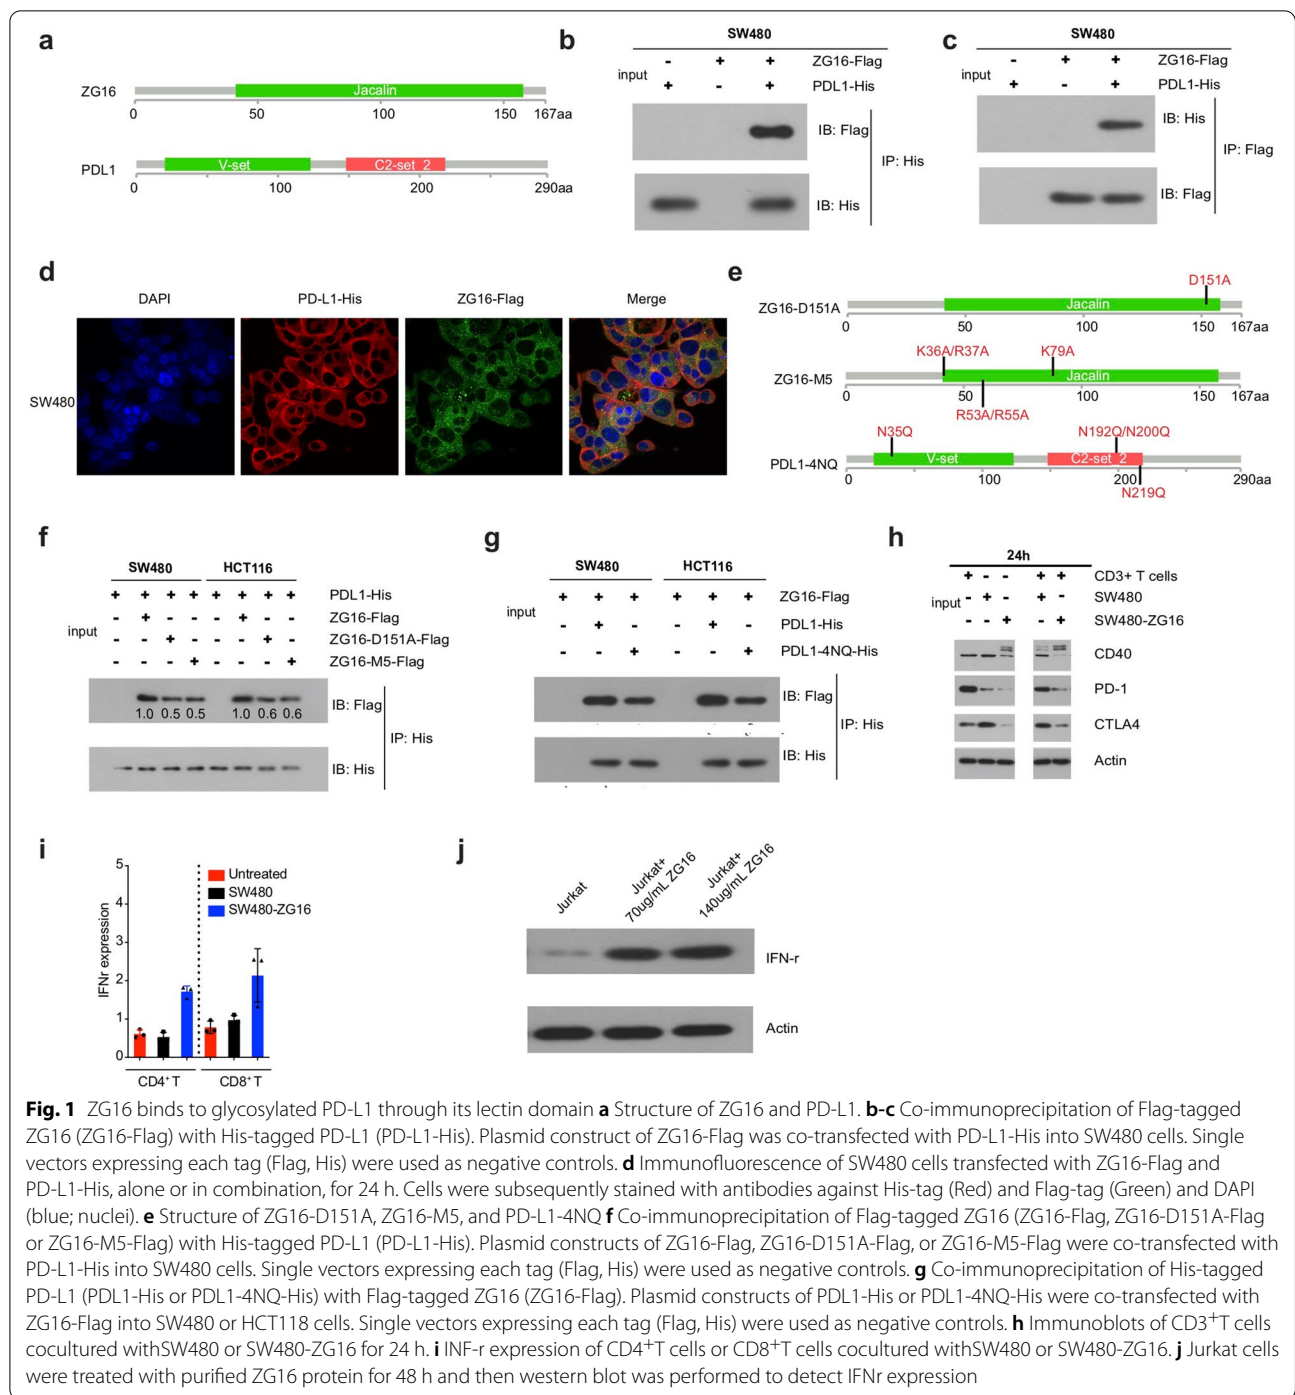 a
ZG16
Jacalin
0 50 100 150 167aa
PDL1
V-set C2-set 2
0 100 200 290aa
b
SW480
- + + ZG16-Flag
input
+ - + PDL1-His
IB: Flag
IP: His
IB: His
c
SW480
- + + ZG16-Flag
input
+ - + PDL1-His
IB: His
IP: Flag
IB: Flag
d
DAPI PD-L1-His ZG16-Flag Merge
SW480
e
D151A
ZG16-D151A
Jacalin
0 50 100 150 167aa
K36A/R37A K79A
ZG16-M5
Jacalin
0 50 100 150 167aa
R53A/R55A
N35Q N192Q/N200Q
PDL1-4NQ
V-set C2-set 2
0 100 200 290aa
N219Q
f
SW480 HCT116
+ + + + + + + + PDL1-His
- + - - - + - - ZG16-Flag
input
- - + - - - + - ZG16-D151A-Flag
- - - + - - - + ZG16-M5-Flag
IB: Flag
1.0 0.5 0.5 1.0 0.6 0.6
IP: His
IB: His
g
SW480 HCT116
+ + + + + + ZG16-Flag
input
- + - - + - PDL1-His
- - + - - + PDL1-4NQ-His
IB: Flag
IP: His
IB: His
h
24h
+ - - + + CD3+ T cells
input
- + - + - SW480
- - + - + SW480-ZG16
CD40
PD-1
CTLA4
Actin
i
IFNr expression
5
4
3
2
1
0
Untreated
SW480
SW480-ZG16
CD4+ T CD8+ T
j
Jurkat
Jurkat+
70ug/mL ZG16
Jurkat+
140ug/mL ZG16
IFN-r
Actin
Fig. 1 ZG16 binds to glycosylated PD-L1 through its lectin domain a Structure of ZG16 and PD-L1. b-c Co-immunoprecipitation of Flag-tagged
ZG16 (ZG16-Flag) with His-tagged PD-L1 (PD-L1-His). Plasmid construct of ZG16-Flag was co-transfected with PD-L1-His into SW480 cells. Single
vectors expressing each tag (Flag, His) were used as negative controls. d Immunofluorescence of SW480 cells transfected with ZG16-Flag and
PD-L1-His, alone or in combination, for 24 h. Cells were subsequently stained with antibodies against His-tag (Red) and Flag-tag (Green) and DAPI
(blue; nuclei). e Structure of ZG16-D151A, ZG16-M5, and PD-L1-4NQ f Co-immunoprecipitation of Flag-tagged ZG16 (ZG16-Flag, ZG16-D151A-Flag
or ZG16-M5-Flag) with His-tagged PD-L1 (PD-L1-His). Plasmid constructs of ZG16-Flag, ZG16-D151A-Flag, or ZG16-M5-Flag were co-transfected with
PD-L1-His into SW480 cells. Single vectors expressing each tag (Flag, His) were used as negative controls. g Co-immunoprecipitation of His-tagged
PD-L1 (PDL1-His or PDL1-4NQ-His) with Flag-tagged ZG16 (ZG16-Flag). Plasmid constructs of PDL1-His or PDL1-4NQ-His were co-transfected with
ZG16-Flag into SW480 or HCT118 cells. Single vectors expressing each tag (Flag, His) were used as negative controls. h Immunoblots of CD3+T cells
cocultured withSW480 or SW480-ZG16 for 24 h. i INF-r expression of CD4+T cells or CD8+T cells cocultured withSW480 or SW480-ZG16. j Jurkat cells
were treated with purified ZG16 protein for 48 h and then western blot was performed to detect IFNr expression